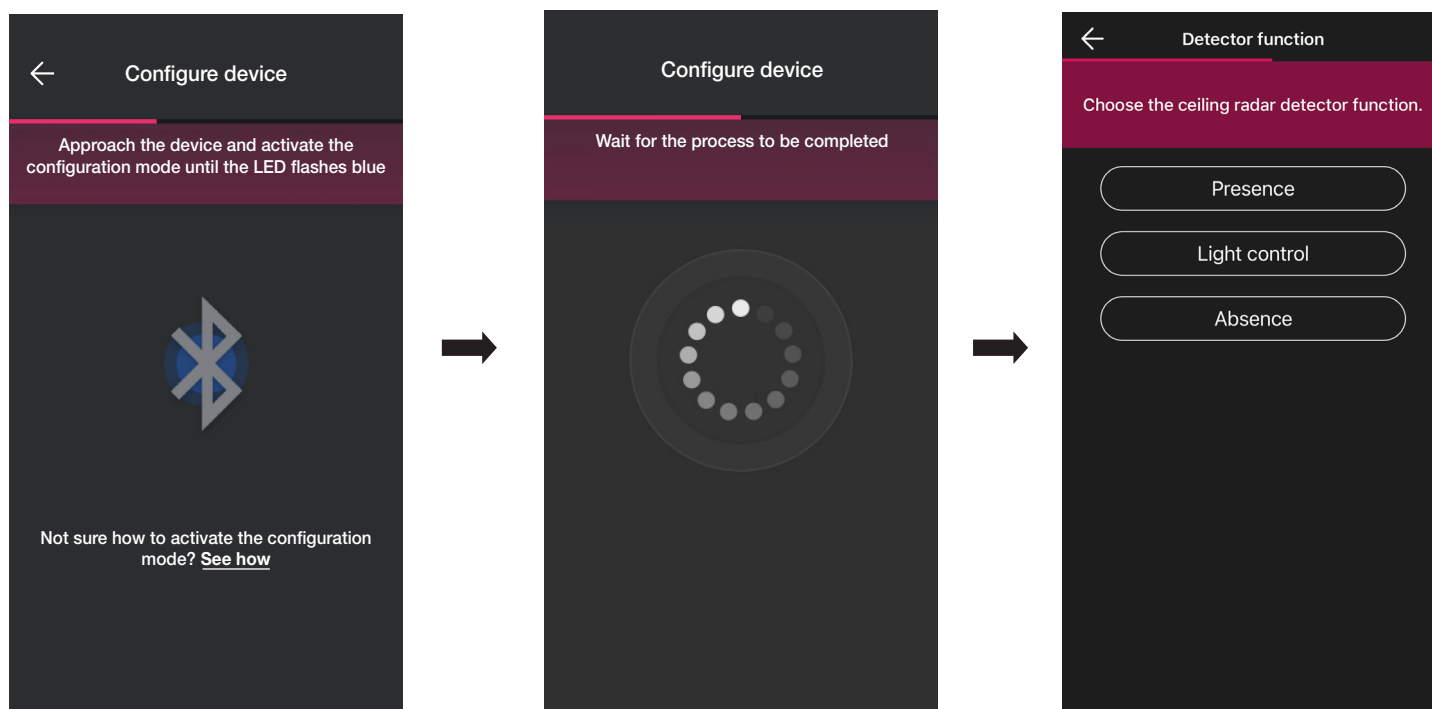 Configure device
Approach the device and activate the
configuration mode until the LED flashes blue
Not sure how to activate the configuration
mode? See how
Configure device
Wait for the process to be completed
Detector function
Choose the ceiling radar detector function.
Presence
Light control
Absence